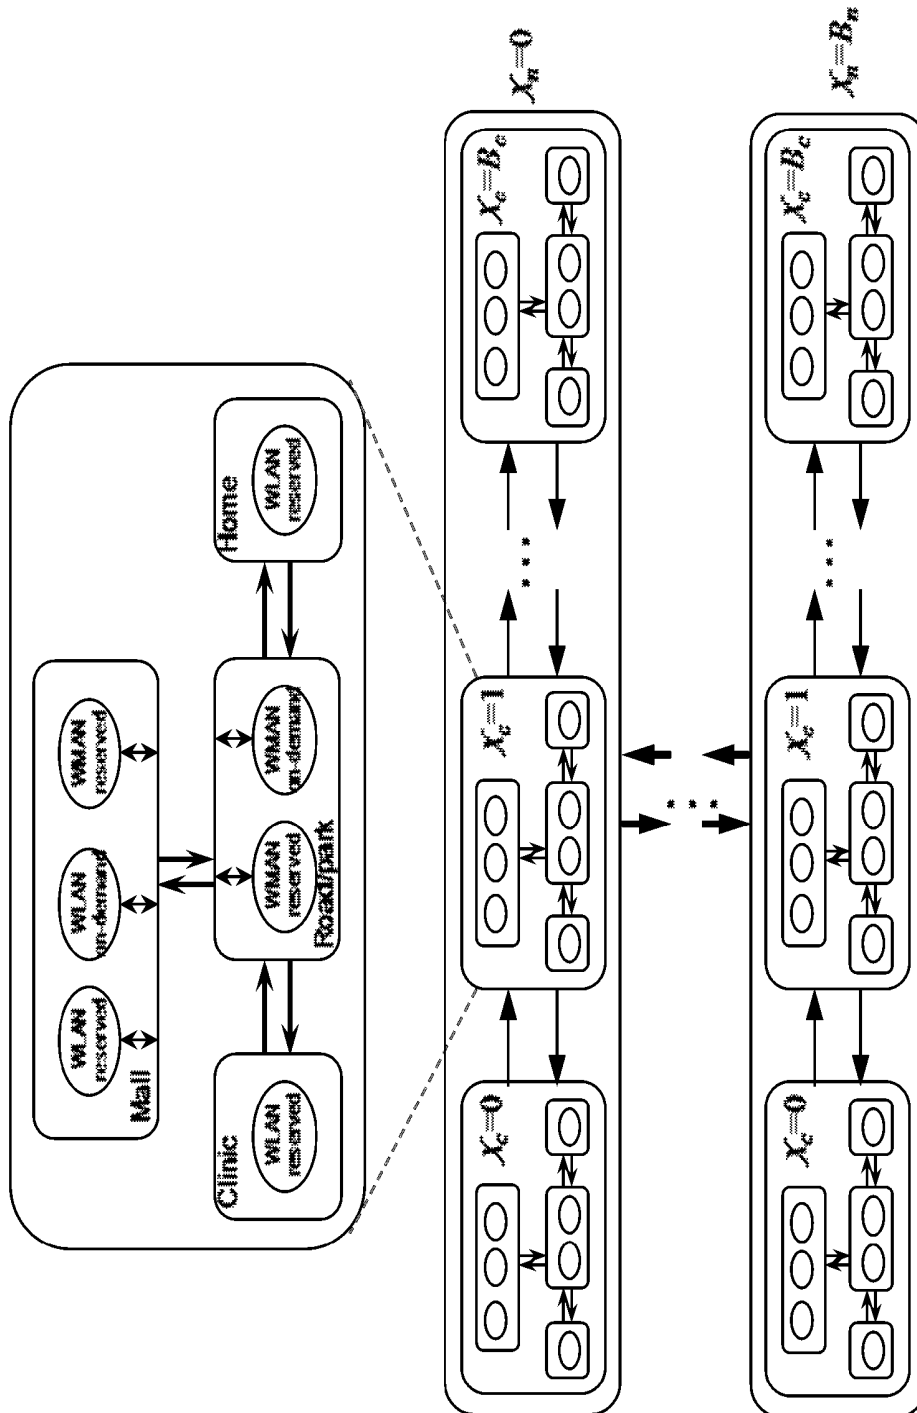 Mall
WLAN
reserved
WLAN
on-demand
WMAN
reserved
Clinic
WLAN
reserved
WMAN
reserved
WMAN
on-demand
Road/park
Home
WLAN
reserved
X_c=0
X_c=1
X_c=B_c
X_n=0
...
...
X_c=0
X_c=1
X_c=B_c
X_n=B_n
...